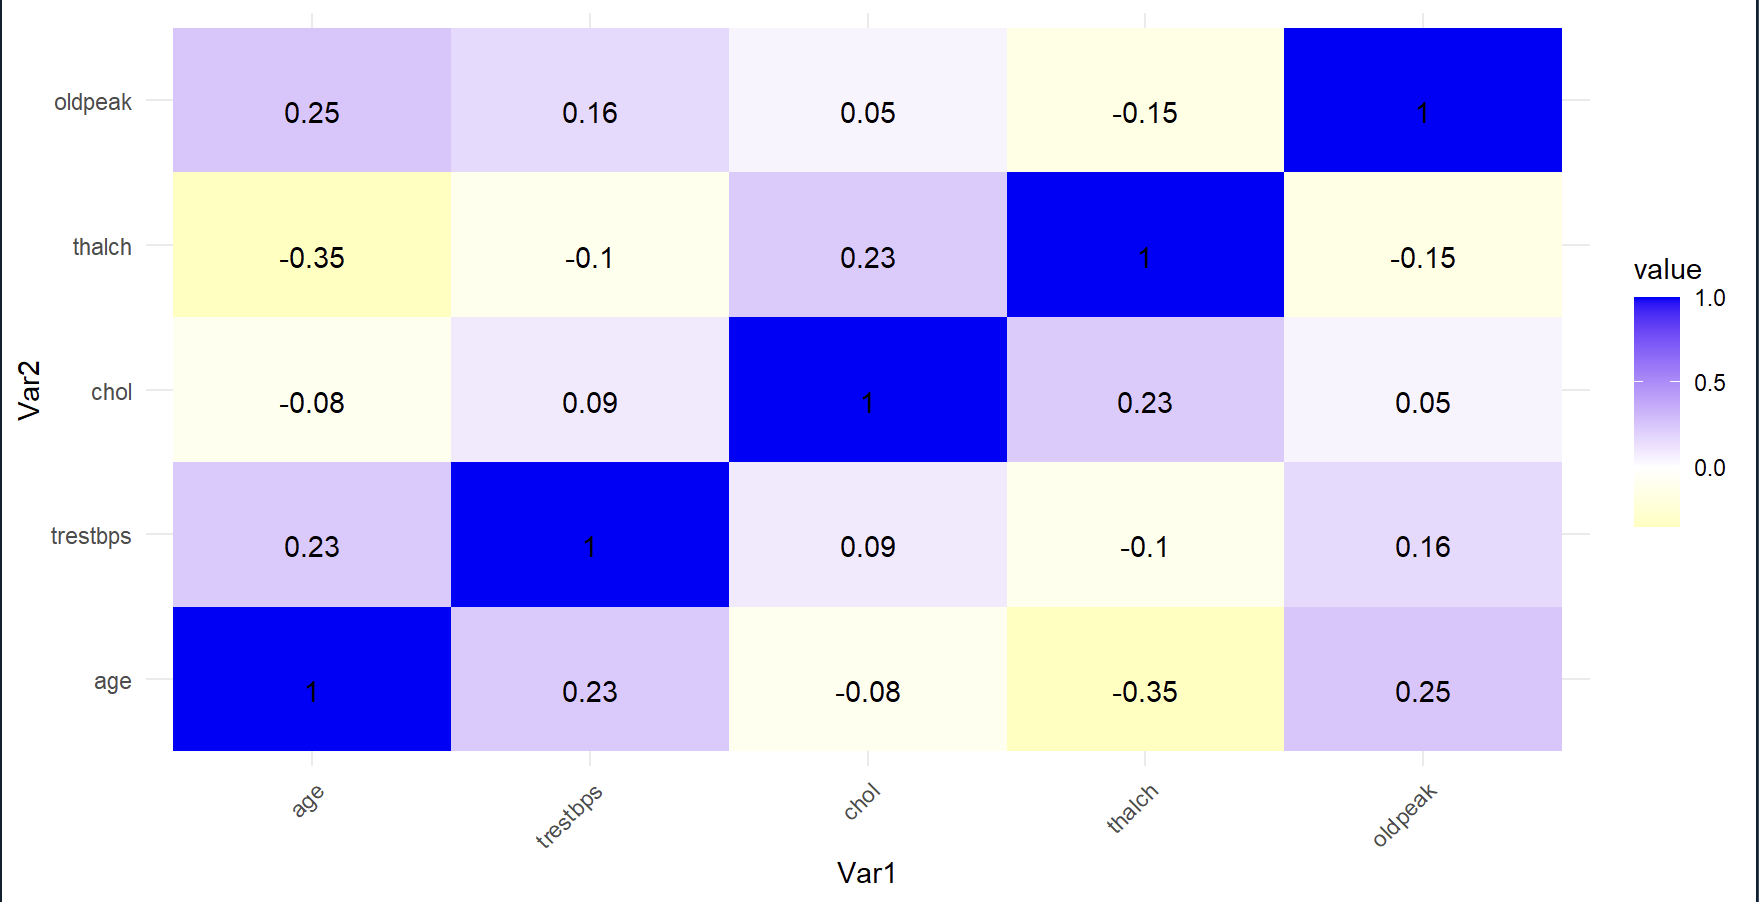 oldpeak 0.25 0.16 0.05 -0.15 1
thalch -0.35 -0.1 0.23 1 -0.15
chol -0.08 0.09 1 0.23 0.05
trestbps 0.23 1 0.09 -0.1 0.16
age 1 0.23 -0.08 -0.35 0.25
Var2
age trestbps chol thalch oldpeak
Var1
value
1.0
0.5
0.0